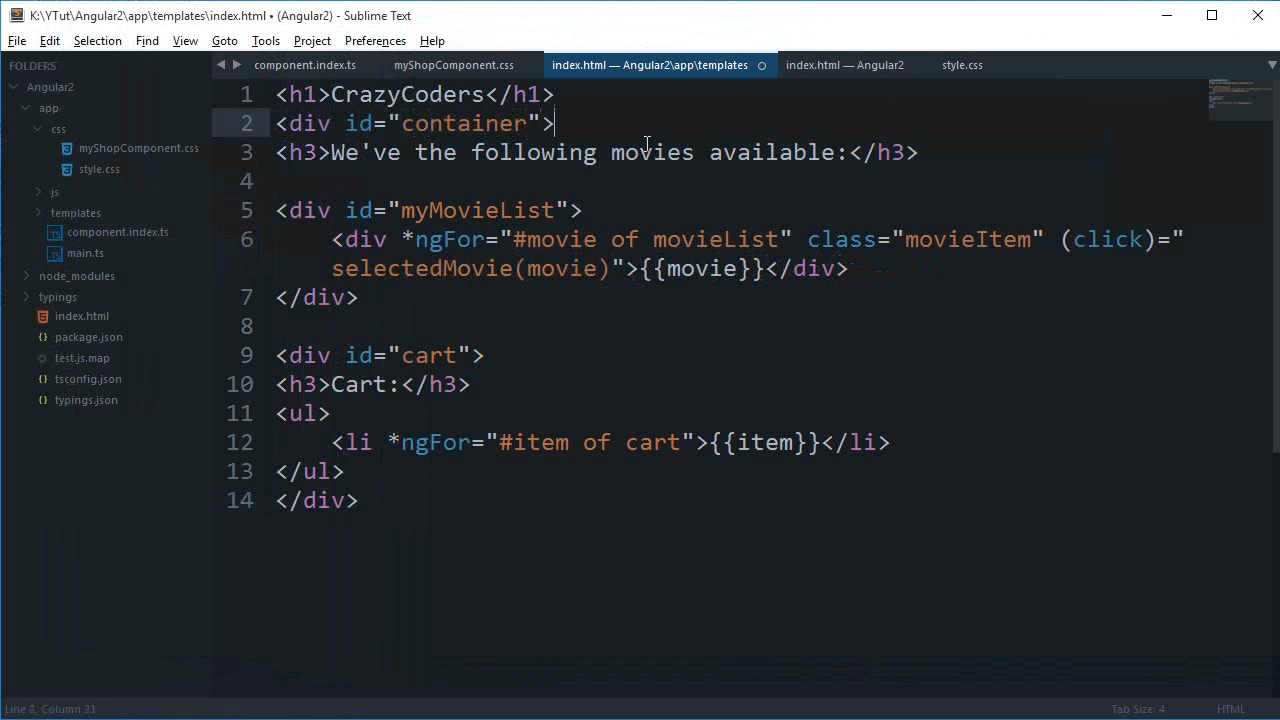 K:\YTut\Angular2\app\templates\index.html • (Angular2) - Sublime Text
File Edit Selection Find View Goto Tools Project Preferences Help
FOLDERS
Angular2
app
css
myShopComponent.css
style.css
js
templates
component.index.ts
main.ts
node_modules
typings
index.html
package.json
test.js.map
tsconfig.json
typings.json
component.index.ts myShopComponent.css index.html — Angular2\app\templates index.html — Angular2 style.css
1 <h1>CrazyCoders</h1>
2 <div id="container">
3 <h3>We've the following movies available:</h3>
4
5 <div id="myMovieList">
6 <div *ngFor="#movie of movieList" class="movieItem" (click)="
selectedMovie(movie)">{{movie}}</div>
7 </div>
8
9 <div id="cart">
10 <h3>Cart:</h3>
11 <ul>
12 <li *ngFor="#item of cart">{{item}}</li>
13 </ul>
14 </div>
Line 2, Column 21 Tab Size: 4 HTML